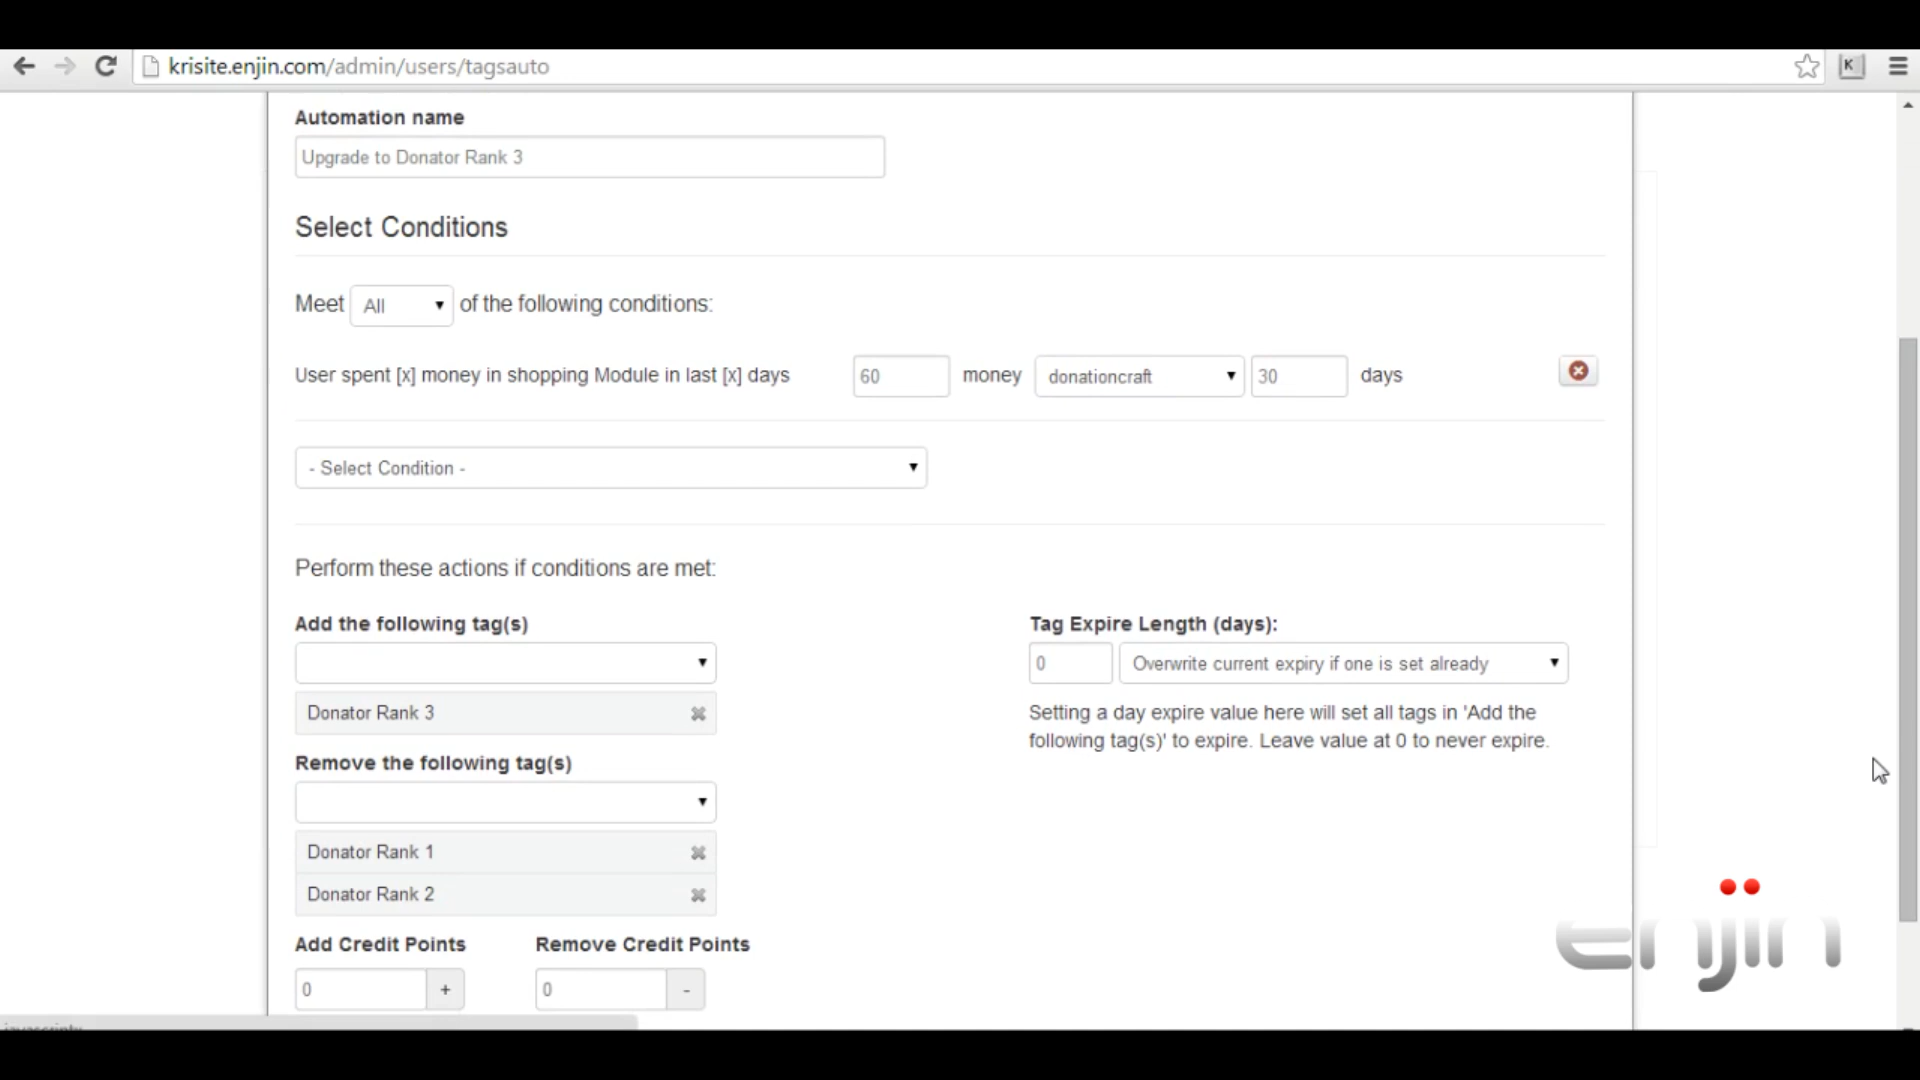 krisite.enjin.com/admin/users/tagsauto
K
Automation name
Upgrade to Donator Rank 3
Select Conditions
Meet All of the following conditions:
User spent [x] money in shopping Module in last [x] days 60 money donationcraft 30 days
- Select Condition -
Perform these actions if conditions are met:
Add the following tag(s)
Tag Expire Length (days):
0 Overwrite current expiry if one is set already
Donator Rank 3
Setting a day expire value here will set all tags in 'Add the
following tag(s)' to expire. Leave value at 0 to never expire.
Remove the following tag(s)
Donator Rank 1
Donator Rank 2
Add Credit Points Remove Credit Points
0 + 0 -
enjin